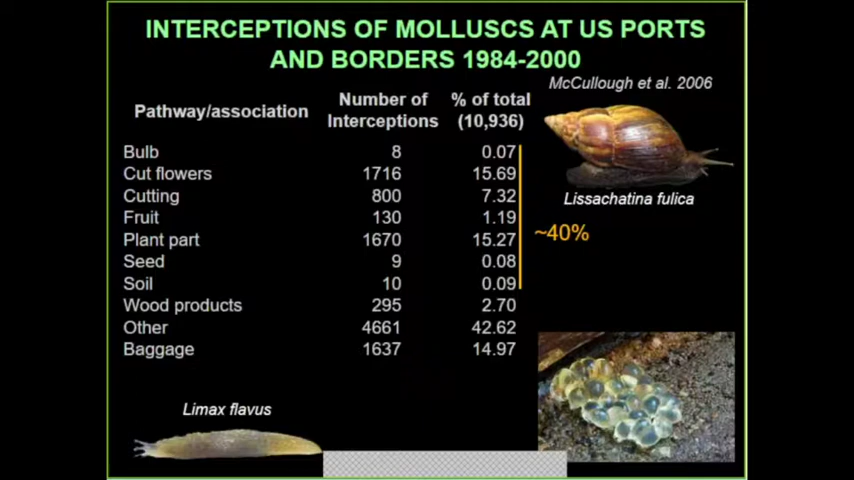 INTERCEPTIONS OF MOLLUSCS AT US PORTS
AND BORDERS 1984-2000
McCullough et al. 2006
Pathway/association Number of Interceptions % of total (10,936)
Bulb 8 0.07
Cut flowers 1716 15.69
Cutting 800 7.32
Fruit 130 1.19
Plant part 1670 15.27
Seed 9 0.08
Soil 10 0.09
Wood products 295 2.70
Other 4661 42.62
Baggage 1637 14.97
Lissachatina fulica
~40%
Limax flavus